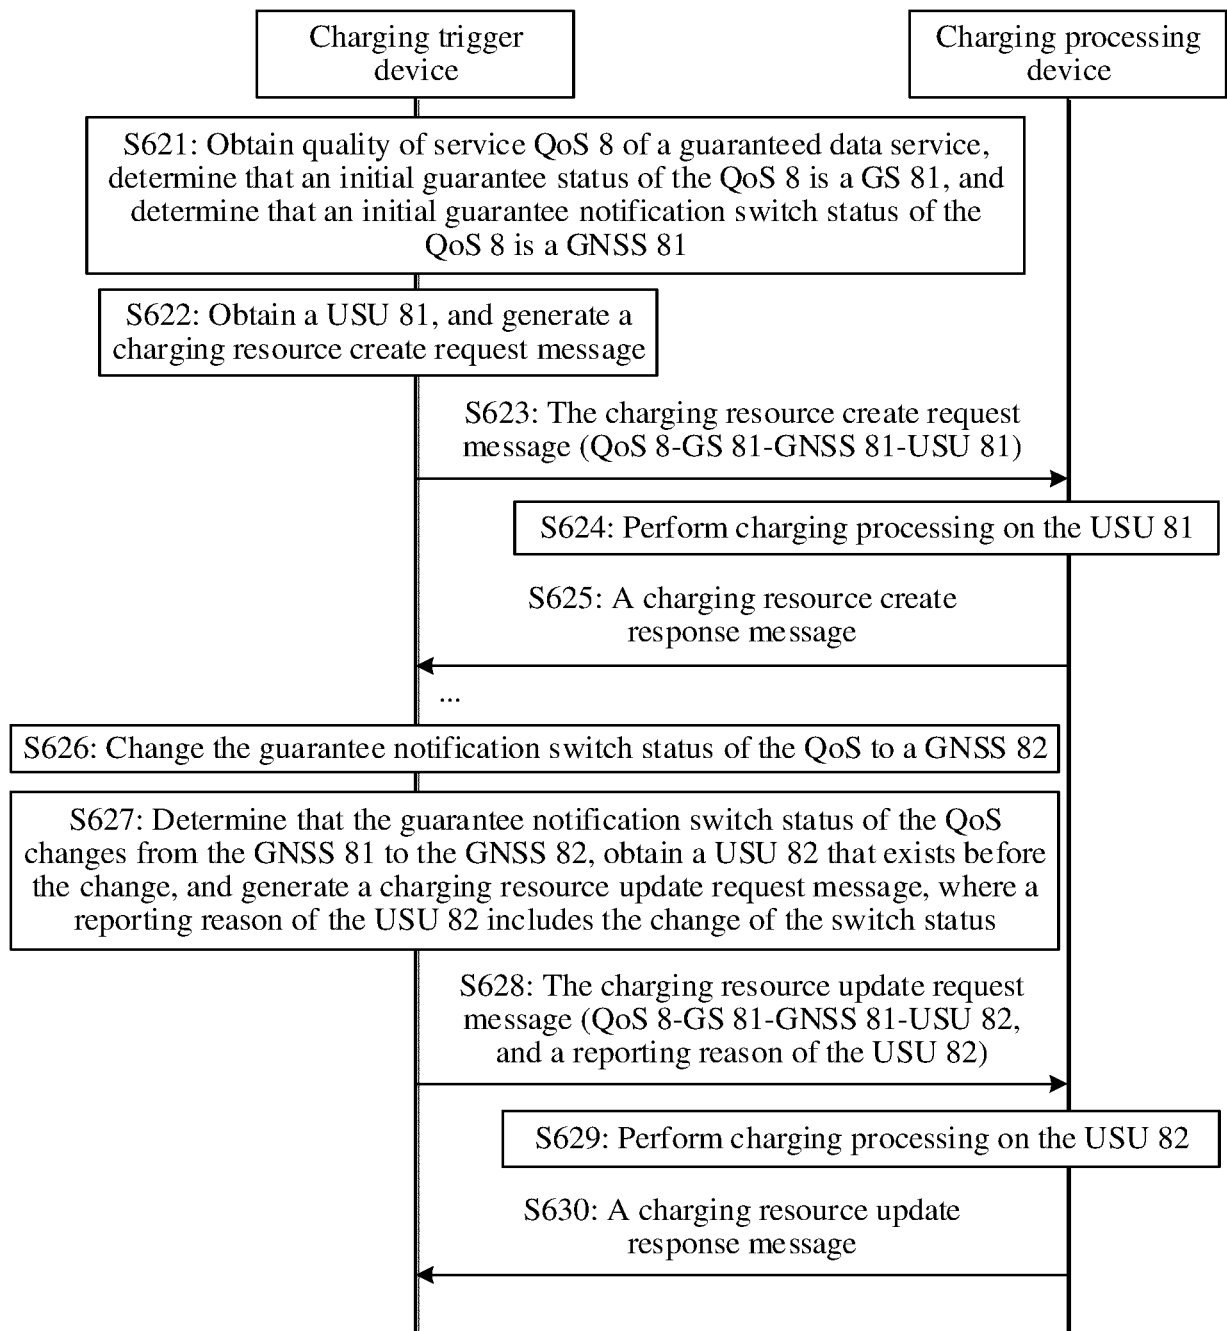 Charging trigger
device
Charging processing
device
S621: Obtain quality of service QoS 8 of a guaranteed data service,
determine that an initial guarantee status of the QoS 8 is a GS 81, and
determine that an initial guarantee notification switch status of the
QoS 8 is a GNSS 81
S622: Obtain a USU 81, and generate a
charging resource create request message
S623: The charging resource create request
message (QoS 8-GS 81-GNSS 81-USU 81)
S624: Perform charging processing on the USU 81
S625: A charging resource create
response message
...
S626: Change the guarantee notification switch status of the QoS to a GNSS 82
S627: Determine that the guarantee notification switch status of the QoS
changes from the GNSS 81 to the GNSS 82, obtain a USU 82 that exists before
the change, and generate a charging resource update request message, where a
reporting reason of the USU 82 includes the change of the switch status
S628: The charging resource update request
message (QoS 8-GS 81-GNSS 81-USU 82,
and a reporting reason of the USU 82)
S629: Perform charging processing on the USU 82
S630: A charging resource update
response message